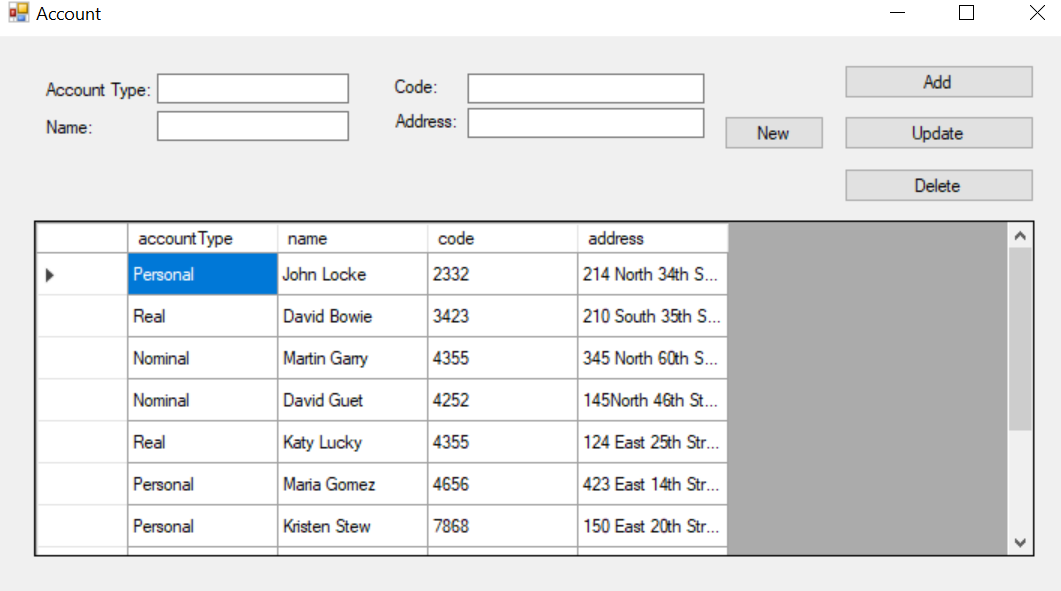 Account
Account Type:
Name:
Code:
Address:
New
Add
Update
Delete
accountType name code address
Personal John Locke 2332 214 North 34th S...
Real David Bowie 3423 210 South 35th S...
Nominal Martin Garry 4355 345 North 60th S...
Nominal David Guet 4252 145North 46th St...
Real Katy Lucky 4355 124 East 25th Str...
Personal Maria Gomez 4656 423 East 14th Str...
Personal Kristen Stew 7868 150 East 20th Str...